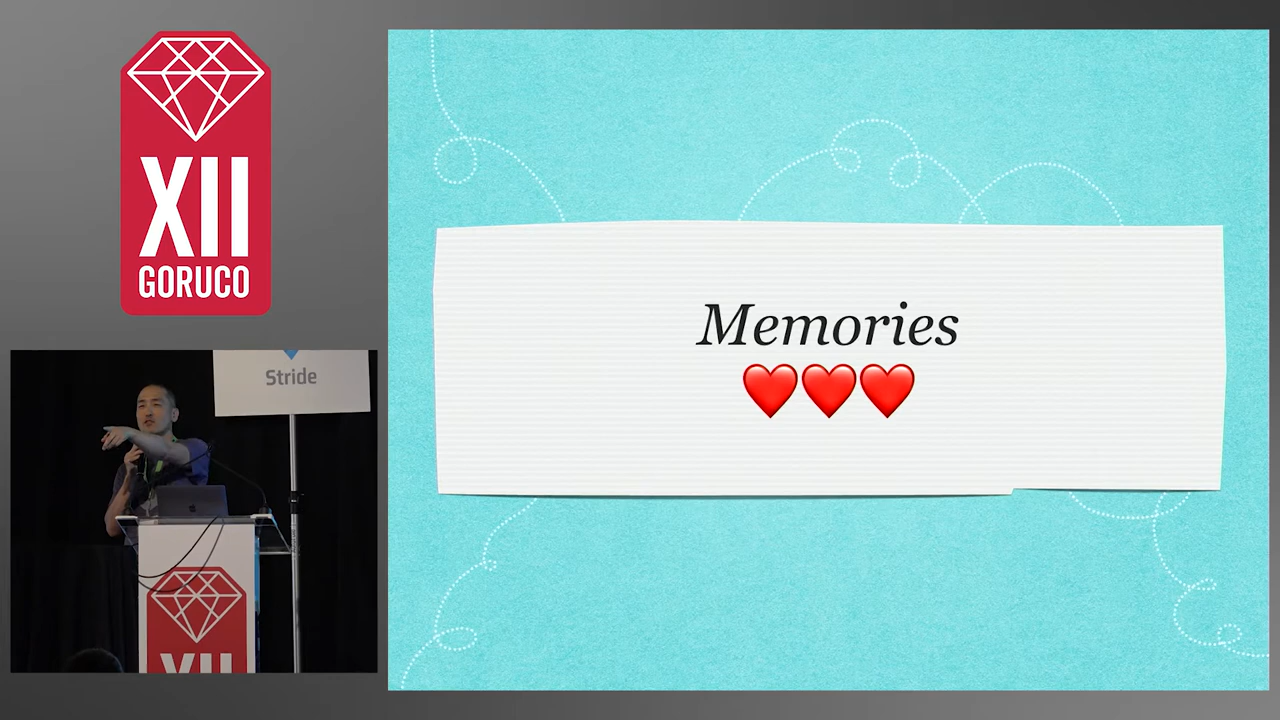 XII
GORUCO
Stride
XII
Memories
❤️❤️❤️